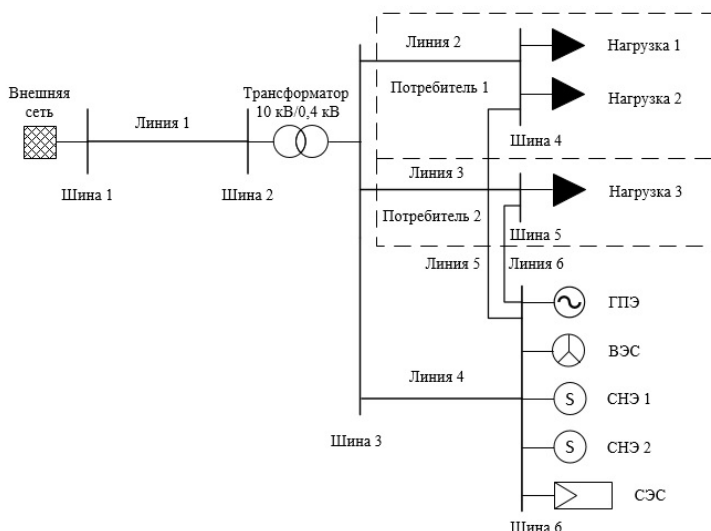 Линия 2
Нагрузка 1
Внешняя
сеть
Трансформатор
10 кВ/0,4 кВ
Потребитель 1
Нагрузка 2
Линия 1
Шина 4
Линия 3
Шина 1
Шина 2
Нагрузка 3
Потребитель 2
Шина 5
Линия 5
Линия 6
ГПЭ
ВЭС
Линия 4
S
СНЭ 1
Шина 3
S
СНЭ 2
СЭС
Шина 6